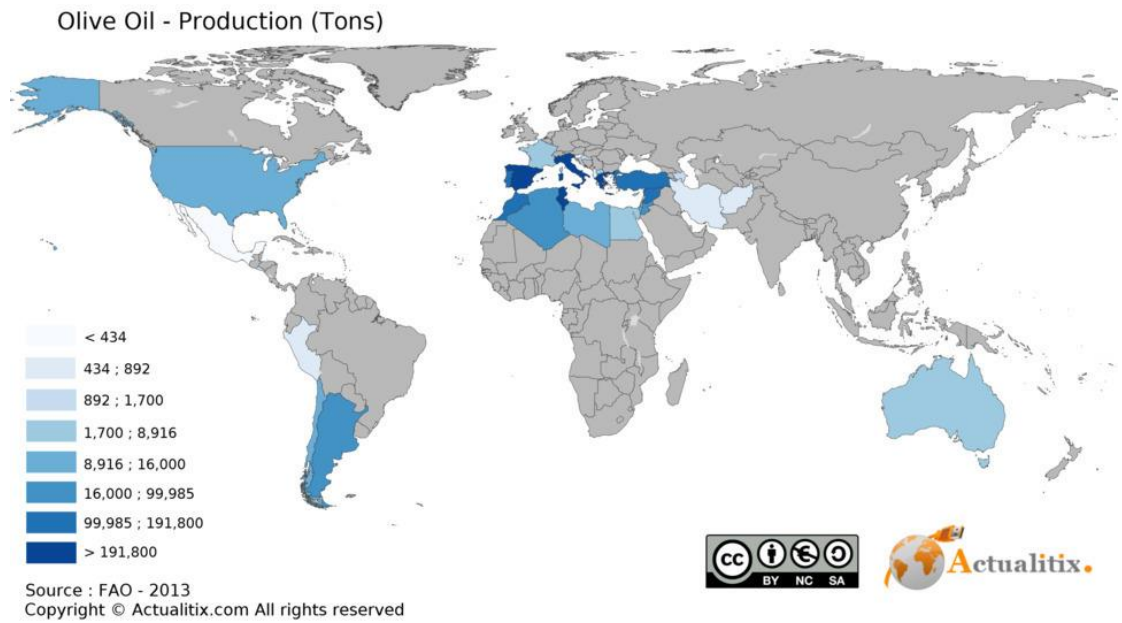 Olive Oil - Production (Tons)
< 434
434 ; 892
892 ; 1,700
1,700 ; 8,916
8,916 ; 16,000
16,000 ; 99,985
99,985 ; 191,800
> 191,800
cc
BY NC SA
Actualitix.
Source : FAO - 2013
Copyright © Actualitix.com All rights reserved